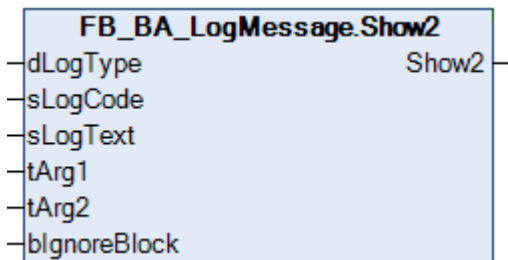 FB_BA_LogMessage.Show2
dLogType Show2
sLogCode
sLogText
tArg1
tArg2
bIgnoreBlock